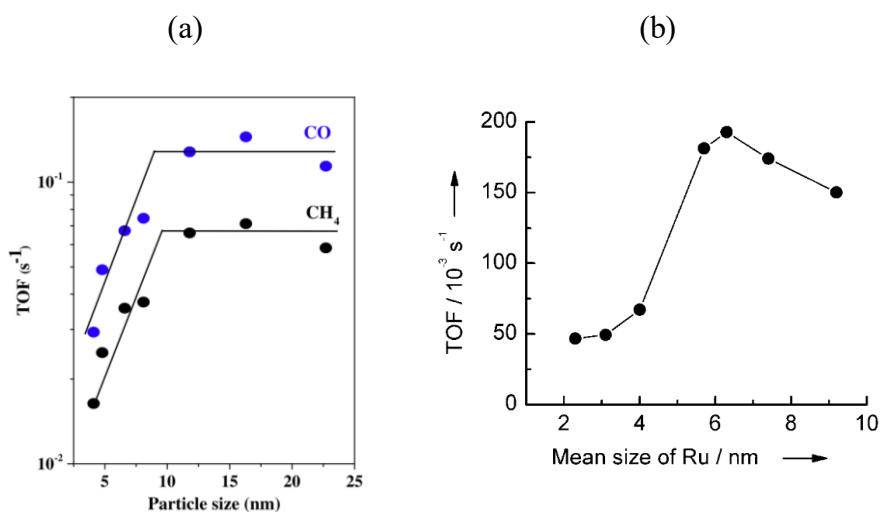 (a)
CO
CH₄
TOF (s⁻¹)
10⁻¹
10⁻²
5 10 15 20 25
Particle size (nm)
(b)
TOF / 10⁻³ s⁻¹
200
150
100
50
0
2 4 6 8 10
Mean size of Ru / nm